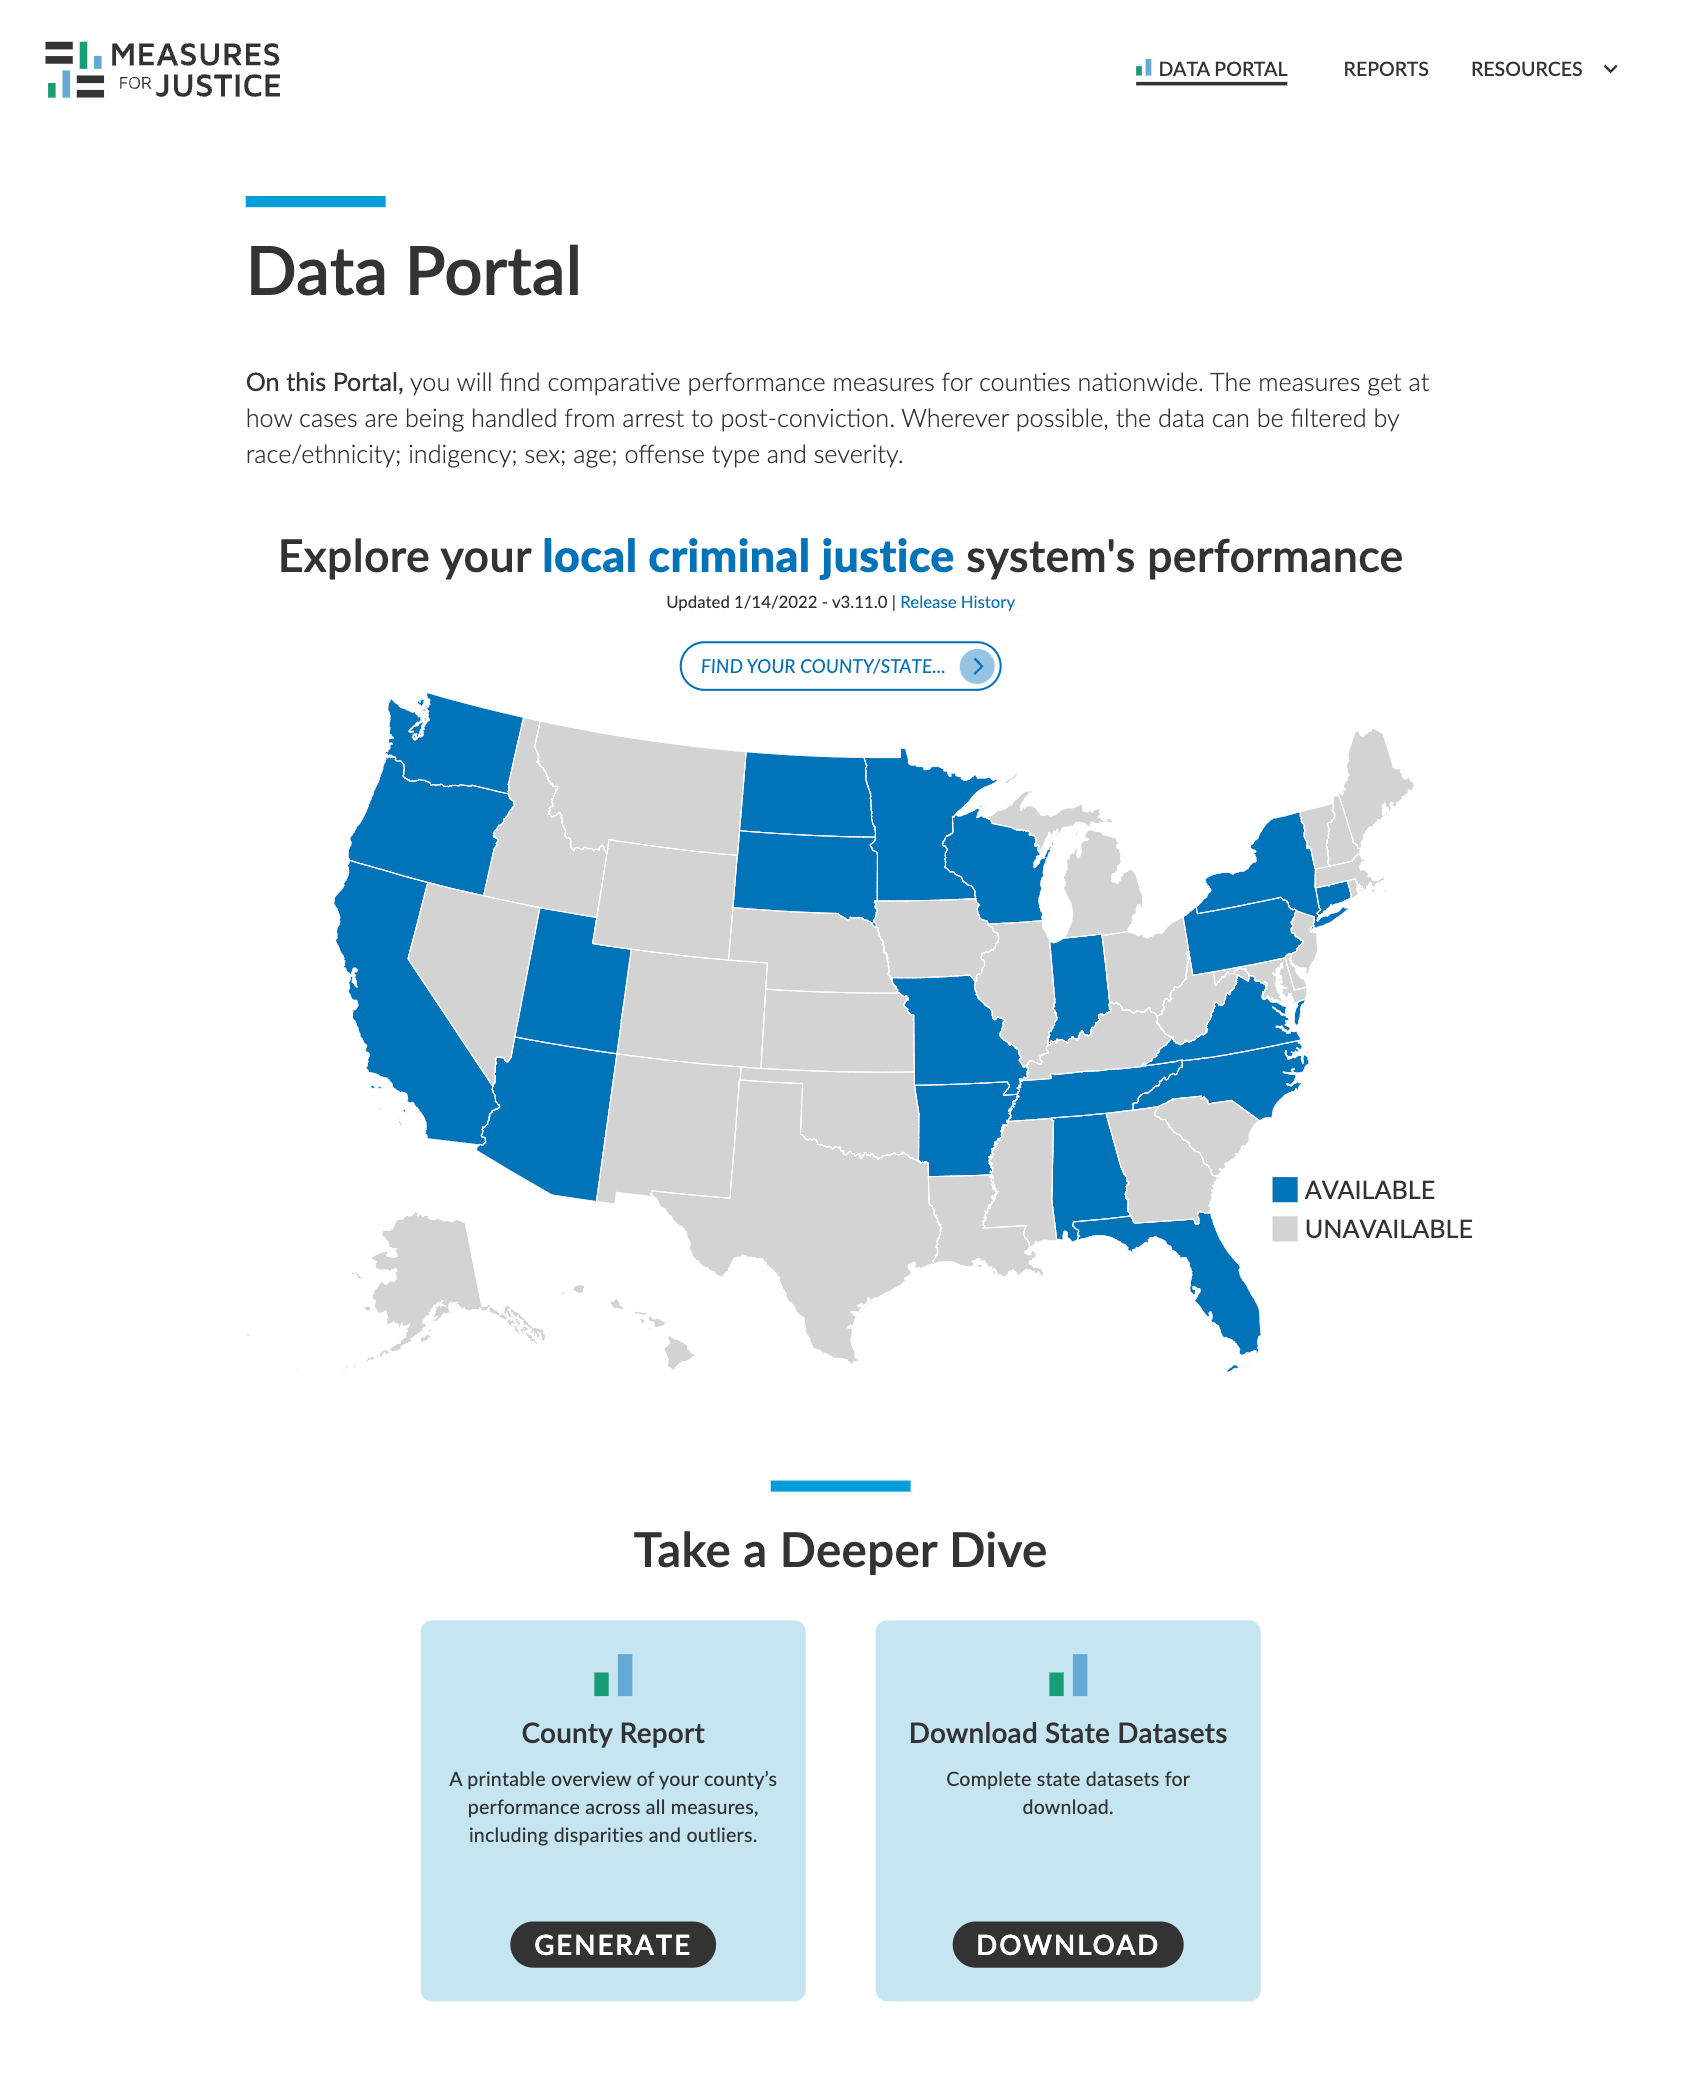 MEASURES
FOR JUSTICE
DATA PORTAL REPORTS RESOURCES
Data Portal
On this Portal, you will find comparative performance measures for counties nationwide. The measures get at
how cases are being handled from arrest to post-conviction. Wherever possible, the data can be filtered by
race/ethnicity; indigency; sex; age; offense type and severity.
Explore your local criminal justice system's performance
Updated 1/14/2022 - v3.11.0 | Release History
FIND YOUR COUNTY/STATE...
AVAILABLE
UNAVAILABLE
Take a Deeper Dive
County Report
A printable overview of your county’s
performance across all measures,
including disparities and outliers.
GENERATE
Download State Datasets
Complete state datasets for
download.
DOWNLOAD